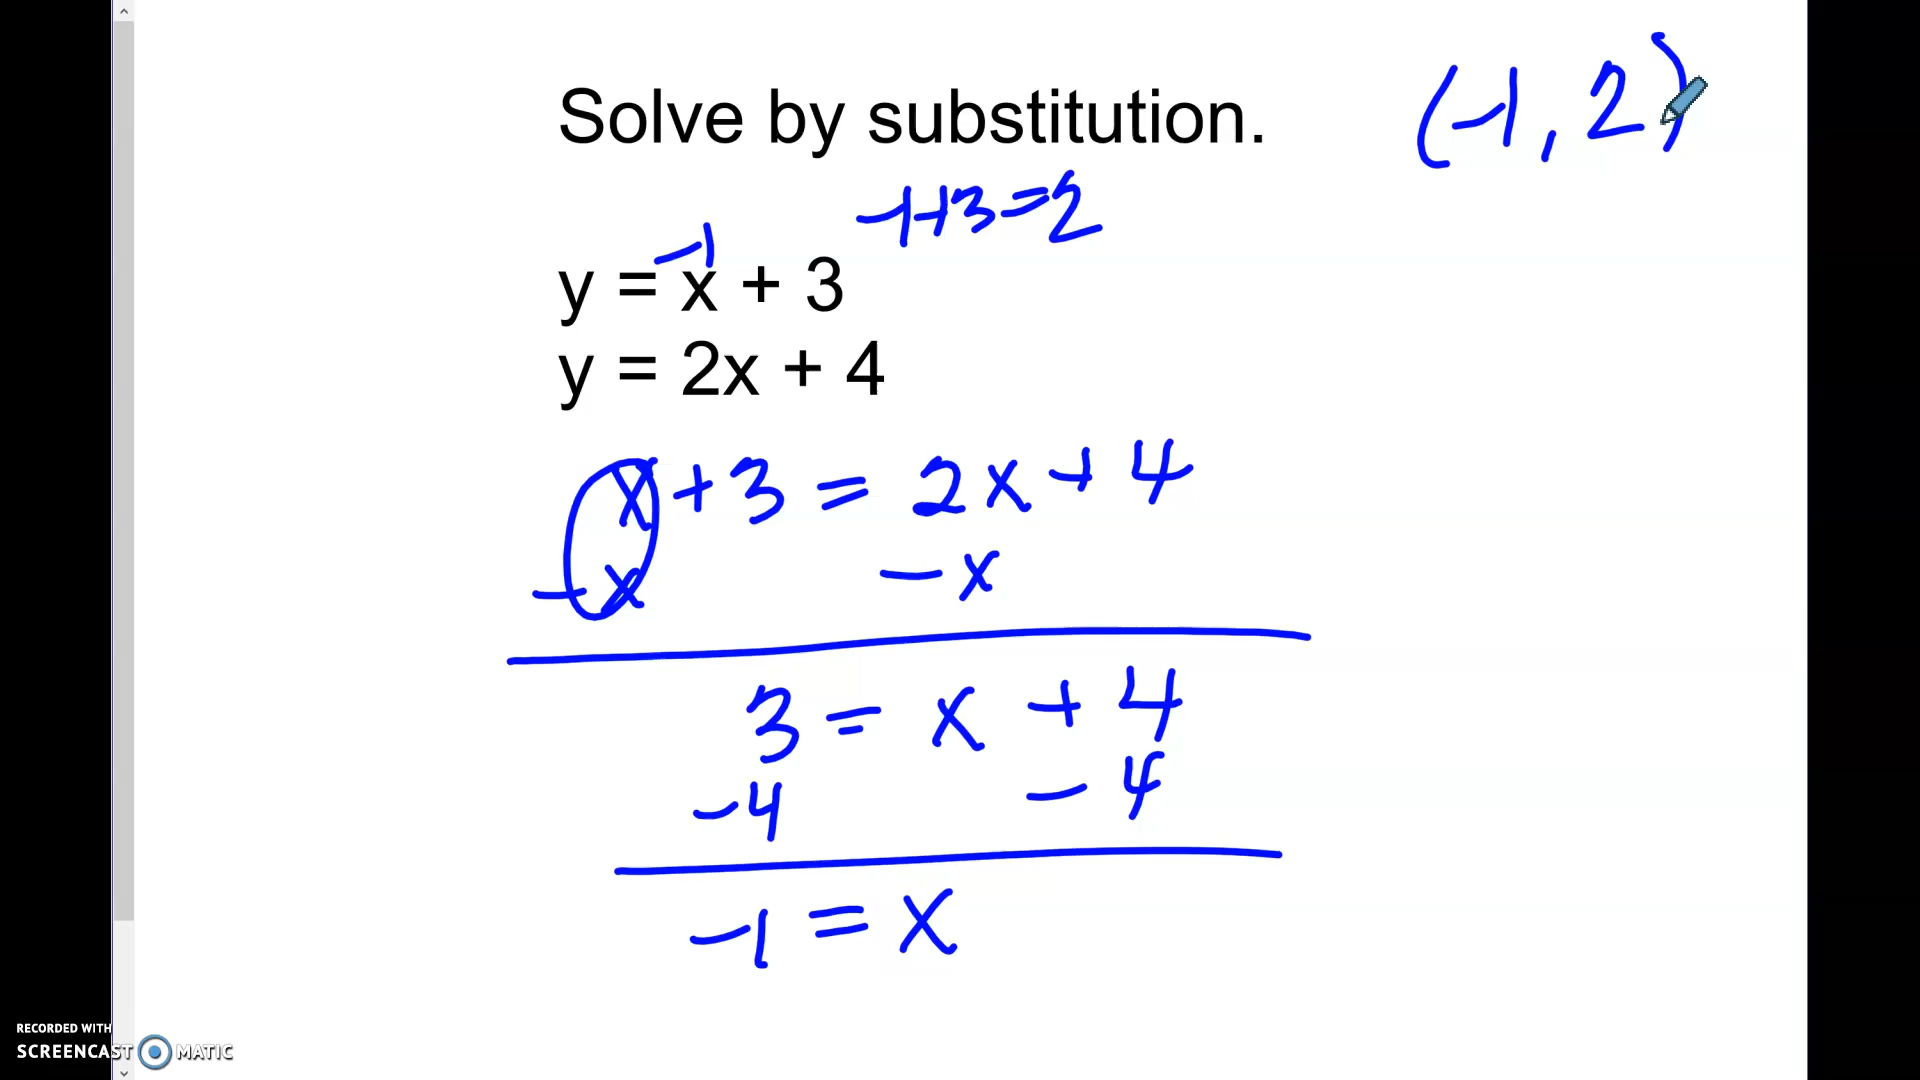 Solve by substitution.
(-1, 2)
-1+3=2
-1
y = x + 3
y = 2x + 4
x + 3 = 2x + 4
- x - x
3 = x + 4
-4 - 4
-1 = x
RECORDED WITH
SCREENCAST MATIC